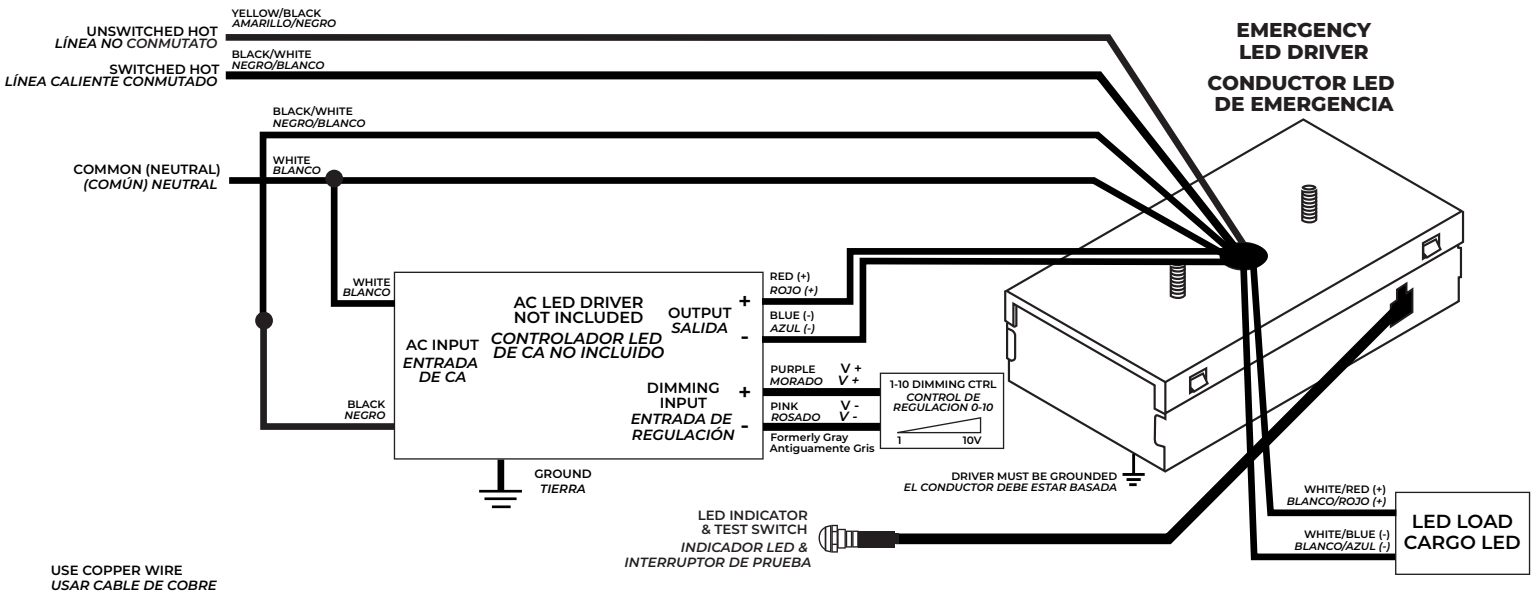 YELLOW/BLACK
AMARILLO/NEGRO
UNSWITCHED HOT
LÍNEA NO CONMUTATO
BLACK/WHITE
NEGRO/BLANCO
SWITCHED HOT
LÍNEA CALIENTE CONMUTADO
BLACK/WHITE
NEGRO/BLANCO
COMMON (NEUTRAL)
(COMÚN) NEUTRAL
WHITE
BLANCO
EMERGENCY
LED DRIVER
CONDUCTOR LED
DE EMERGENCIA
WHITE
BLANCO
BLACK
NEGRO
AC INPUT
ENTRADA
DE CA
AC LED DRIVER
NOT INCLUDED
CONTROLADOR LED
DE CA NO INCLUIDO
OUTPUT
SALIDA
+
-
DIMMING
INPUT
ENTRADA DE
REGULACIÓN
+
-
RED (+)
ROJO (+)
BLUE (-)
AZUL (-)
PURPLE V +
MORADO V +
PINK V -
ROSADO V -
Formerly Gray
Antiguamente Gris
1-10 DIMMING CTRL
CONTROL DE
REGULACION 0-10
1 10V
GROUND
TIERRA
DRIVER MUST BE GROUNDED
EL CONDUCTOR DEBE ESTAR BASADA
LED INDICATOR
& TEST SWITCH
INDICADOR LED &
INTERRUPTOR DE PRUEBA
WHITE/RED (+)
BLANCO/ROJO (+)
WHITE/BLUE (-)
BLANCO/AZUL (-)
LED LOAD
CARGO LED
USE COPPER WIRE
USAR CABLE DE COBRE